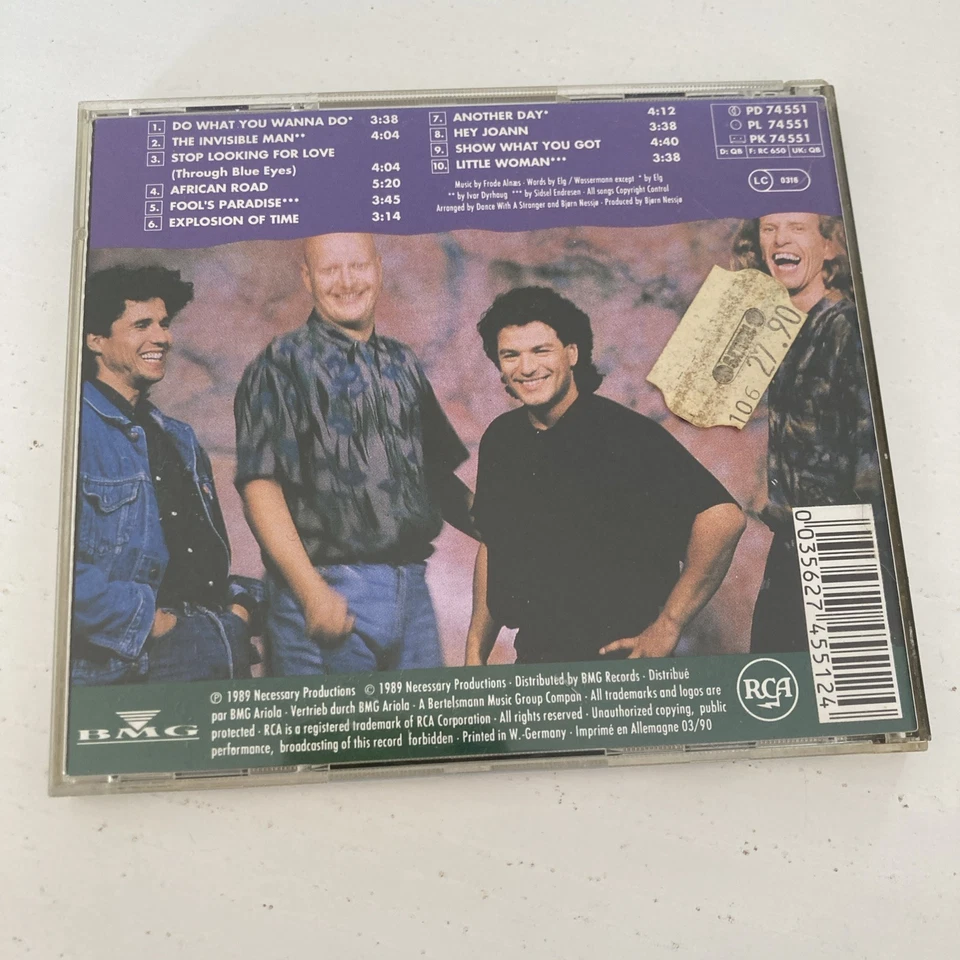 1. DO WHAT YOU WANNA DO* 3:38
2. THE INVISIBLE MAN** 4:04
3. STOP LOOKING FOR LOVE
(Through Blue Eyes) 4:04
4. AFRICAN ROAD 5:20
5. FOOL'S PARADISE*** 3:45
6. EXPLOSION OF TIME 3:14
7. ANOTHER DAY* 4:12
8. HEY JOANN 3:38
9. SHOW WHAT YOU GOT 4:40
10. LITTLE WOMAN*** 3:38
Music by Frode Alnæs · Words by Elg / Wassermann except * by Elg
** by Ivar Dyrhaug *** by Sidsel Endresen · All songs Copyright Control
Arranged by Dance With A Stranger and Bjørn Nessjø · Produced by Bjørn Nessjø
PD 74551
PL 74551
PK 74551
D: QB F: RC 650 UK: QB
LC 0316
106 27.90
0035627455124
BMG
℗ 1989 Necessary Productions © 1989 Necessary Productions · Distributed by BMG Records · Distribué
par BMG Ariola · Vertrieb durch BMG Ariola · A Bertelsmann Music Group Compan · All trademarks and logos are
protected · RCA is a registered trademark of RCA Corporation · All rights reserved · Unauthorized copying, public
performance, broadcasting of this record forbidden · Printed in W.-Germany · Imprimé en Allemagne 03/90
RCA